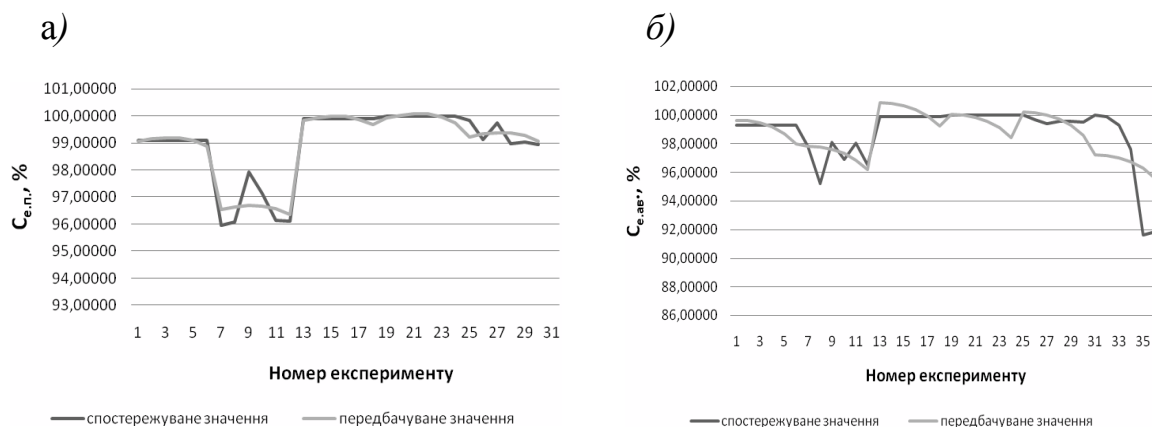 а)
101,00000
100,00000
99,00000
98,00000
97,00000
96,00000
95,00000
94,00000
93,00000
Cе.п., %
1 3 5 7 9 11 13 15 17 19 21 23 25 27 29 31
Номер експерименту
спостережуване значення передбачуване значення
б)
102,00000
100,00000
98,00000
96,00000
94,00000
92,00000
90,00000
88,00000
86,00000
Cе.ав., %
1 3 5 7 9 11 13 15 17 19 21 23 25 27 29 31 33 35
Номер експерименту
спостережуване значення передбачуване значення